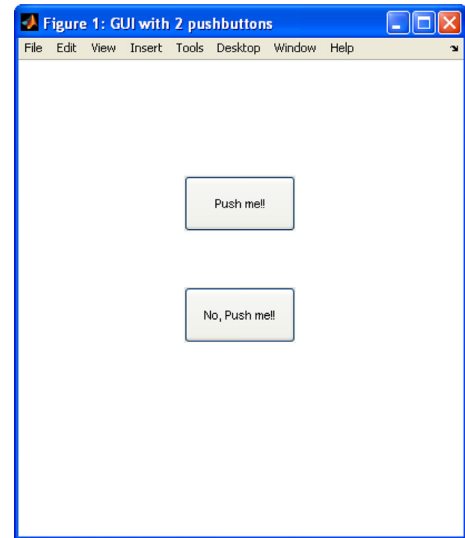 Figure 1: GUI with 2 pushbuttons
File Edit View Insert Tools Desktop Window Help
Push me!!
No, Push me!!